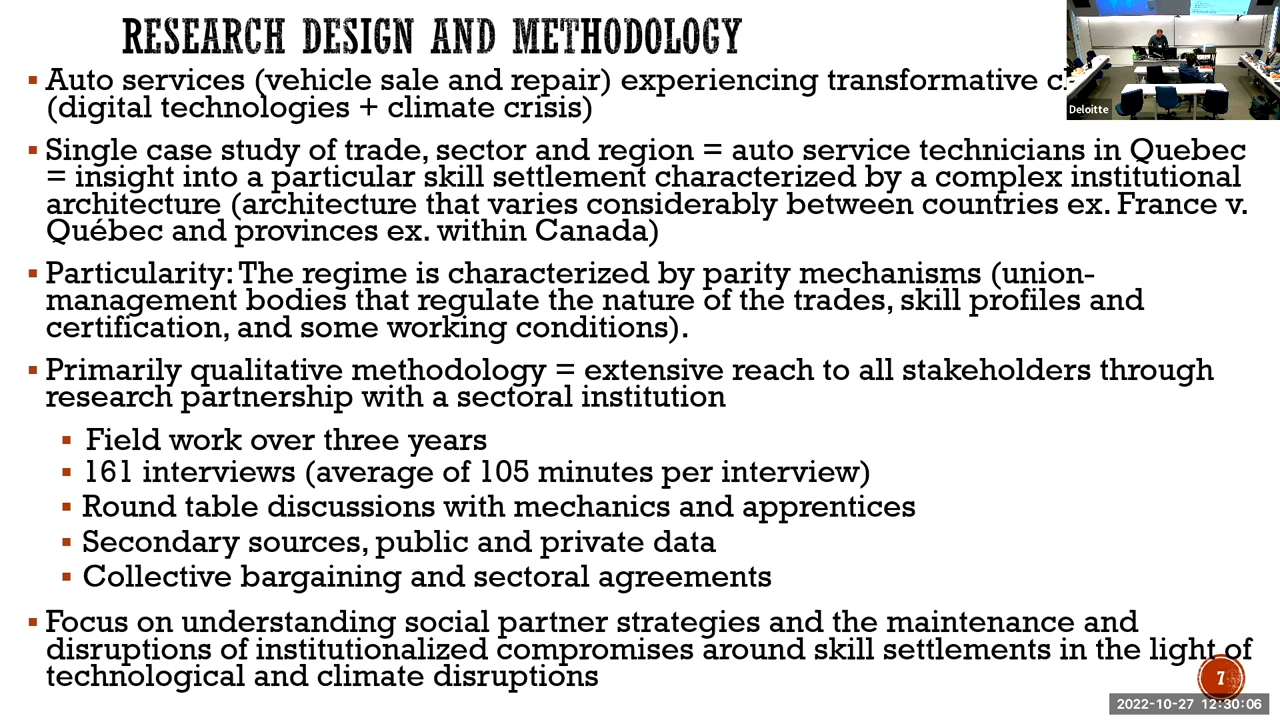 RESEARCH DESIGN AND METHODOLOGY
▪ Auto services (vehicle sale and repair) experiencing transformative
(digital technologies + climate crisis)
▪ Single case study of trade, sector and region = auto service technicians in Quebec
= insight into a particular skill settlement characterized by a complex institutional
architecture (architecture that varies considerably between countries ex. France v.
Québec and provinces ex. within Canada)
▪ Particularity: The regime is characterized by parity mechanisms (union-
management bodies that regulate the nature of the trades, skill profiles and
certification, and some working conditions).
▪ Primarily qualitative methodology = extensive reach to all stakeholders through
research partnership with a sectoral institution
▪ Field work over three years
▪ 161 interviews (average of 105 minutes per interview)
▪ Round table discussions with mechanics and apprentices
▪ Secondary sources, public and private data
▪ Collective bargaining and sectoral agreements
▪ Focus on understanding social partner strategies and the maintenance and
disruptions of institutionalized compromises around skill settlements in the light of
technological and climate disruptions
7
Deloitte
2022-10-27 12:30:06